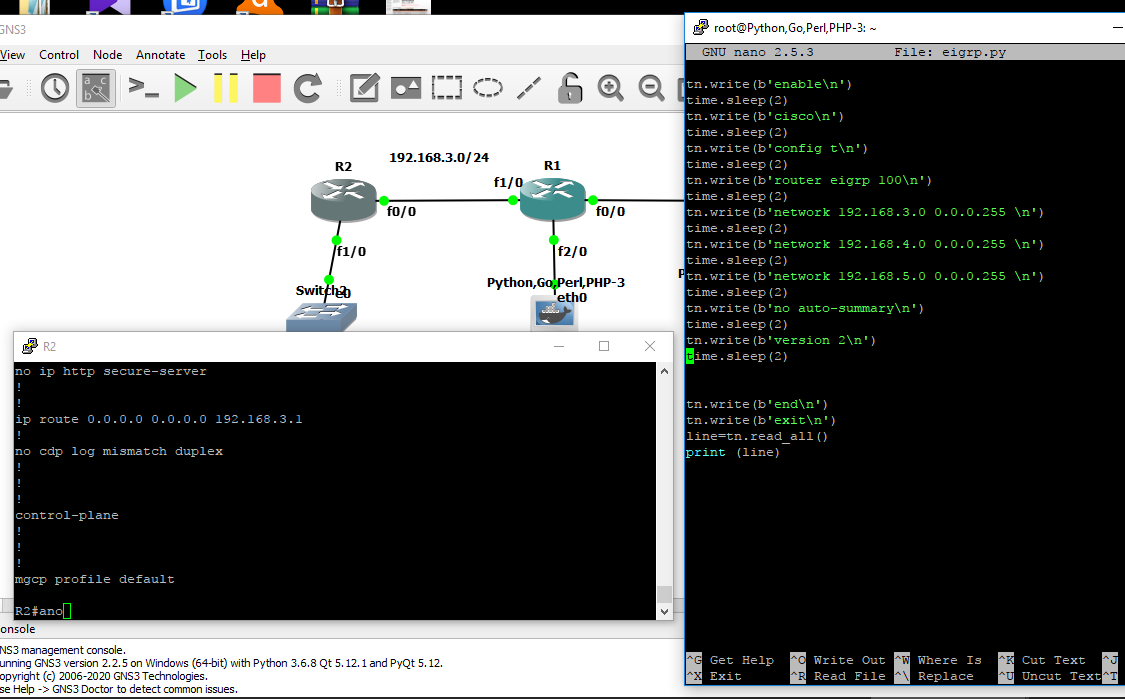 GNS3
View Control Node Annotate Tools Help
192.168.3.0/24
R2
R1
f1/0
f0/0
f0/0
f1/0
f2/0
Switch2
e0
Python,Go,Perl,PHP-3
eth0
R2
no ip http secure-server
!
!
ip route 0.0.0.0 0.0.0.0 192.168.3.1
!
no cdp log mismatch duplex
!
!
!
control-plane
!
!
!
mgcp profile default
R2#ano
onsole
NS3 management console.
unning GNS3 version 2.2.5 on Windows (64-bit) with Python 3.6.8 Qt 5.12.1 and PyQt 5.12.
opyright (c) 2006-2020 GNS3 Technologies.
se Help -> GNS3 Doctor to detect common issues.
root@Python,Go,Perl,PHP-3: ~
GNU nano 2.5.3 File: eigrp.py
tn.write(b'enable\n')
time.sleep(2)
tn.write(b'cisco\n')
time.sleep(2)
tn.write(b'config t\n')
time.sleep(2)
tn.write(b'router eigrp 100\n')
time.sleep(2)
tn.write(b'network 192.168.3.0 0.0.0.255 \n')
time.sleep(2)
tn.write(b'network 192.168.4.0 0.0.0.255 \n')
time.sleep(2)
tn.write(b'network 192.168.5.0 0.0.0.255 \n')
time.sleep(2)
tn.write(b'no auto-summary\n')
time.sleep(2)
tn.write(b'version 2\n')
time.sleep(2)
tn.write(b'end\n')
tn.write(b'exit\n')
line=tn.read_all()
print (line)
^G Get Help ^O Write Out ^W Where Is ^K Cut Text ^J
^X Exit ^R Read File ^\ Replace ^U Uncut Text ^T